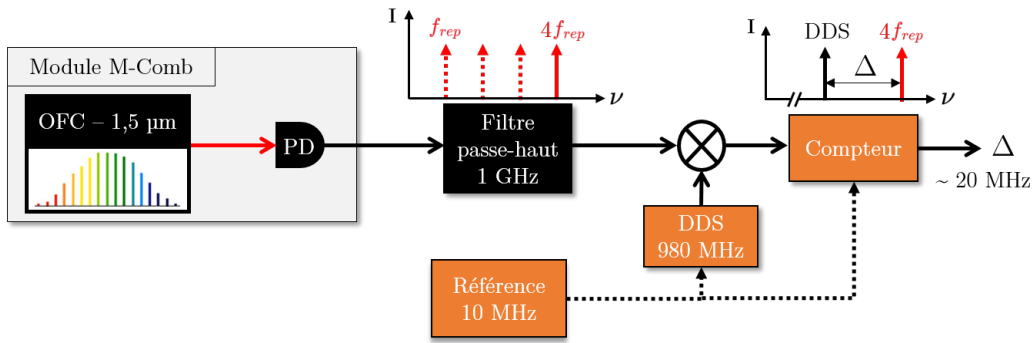 I
f_rep
4f_rep
ν
I
DDS
4f_rep
Δ
ν
Module M-Comb
OFC – 1,5 µm
PD
Filtre
passe-haut
1 GHz
Compteur
Δ
~ 20 MHz
DDS
980 MHz
Référence
10 MHz